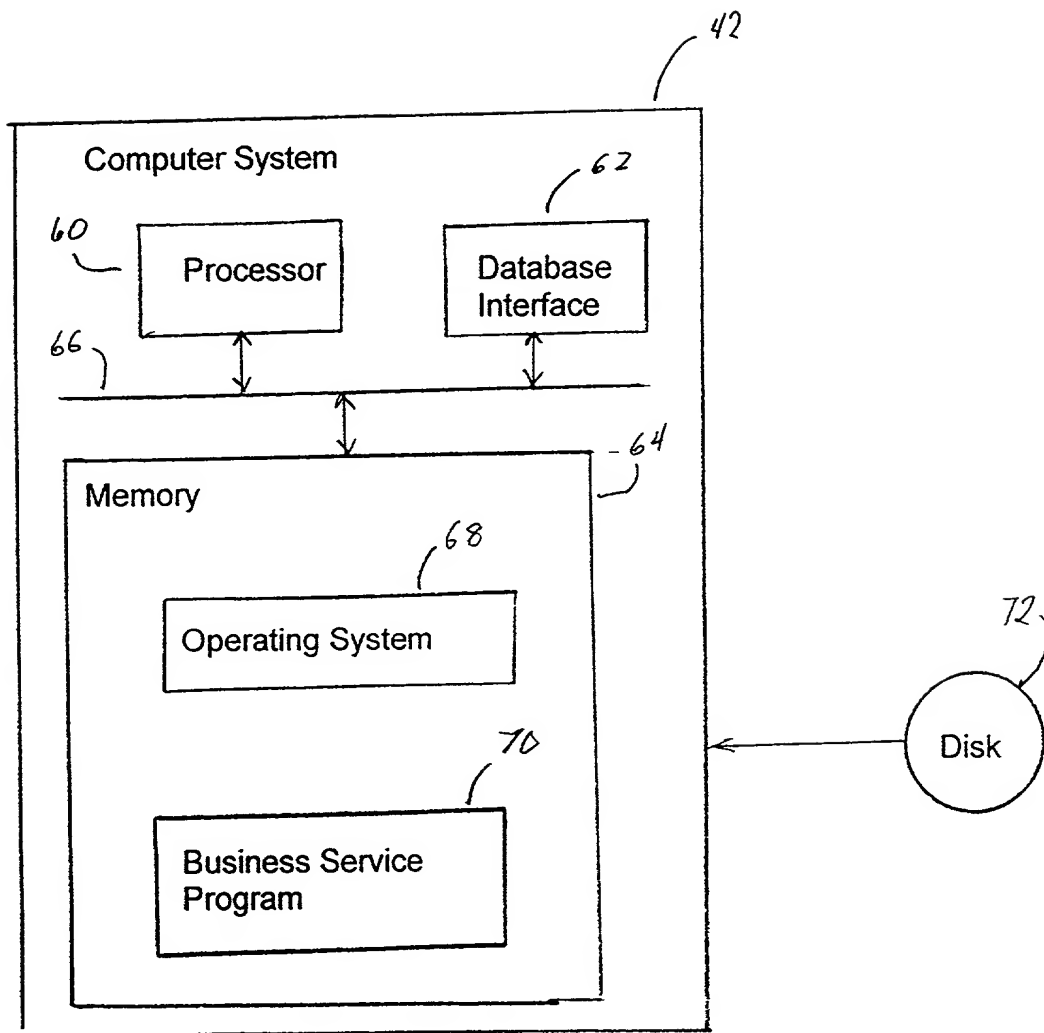 42
Computer System
62
60
Processor
Database
Interface
66
64
Memory
68
Operating System
72
70
Disk
Business Service
Program